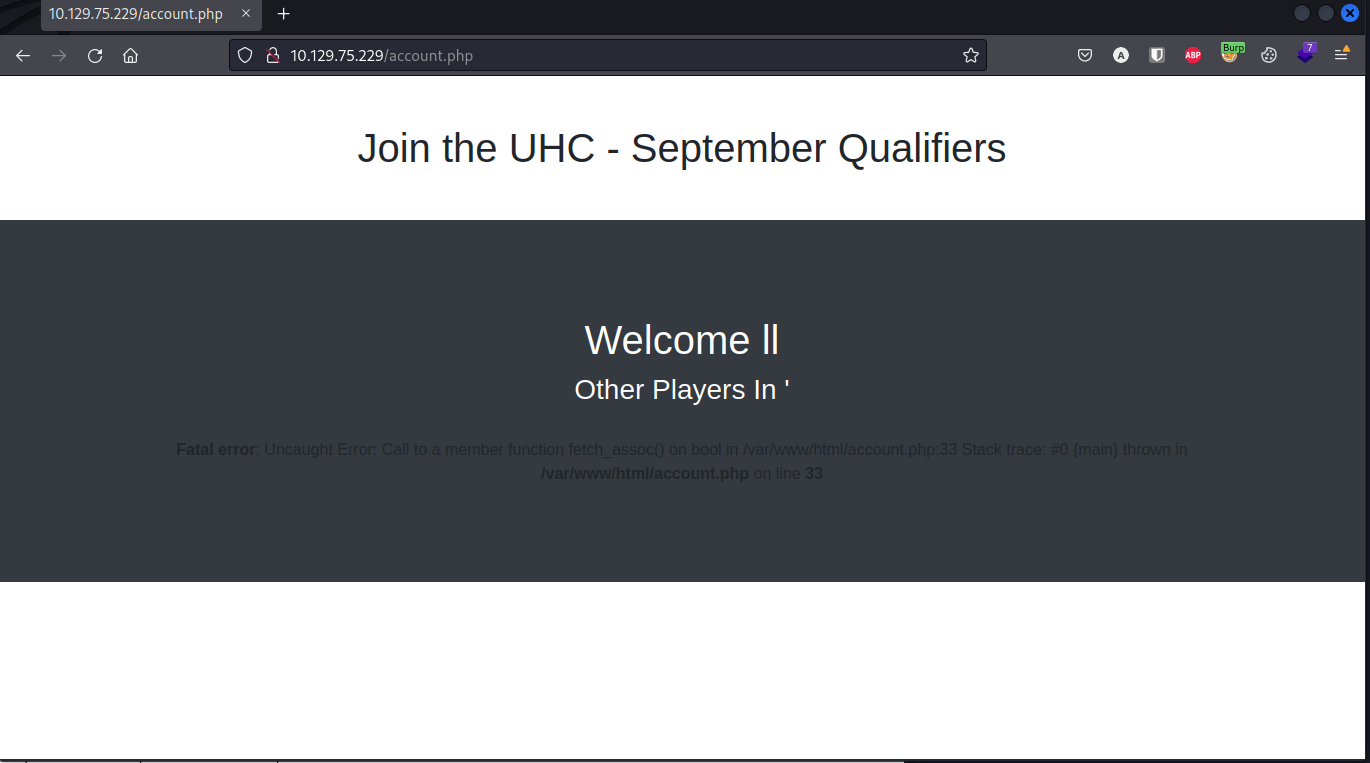 10.129.75.229/account.php
10.129.75.229/account.php
A
ABP
Burp
7
Join the UHC - September Qualifiers
Welcome ll
Other Players In '
Fatal error: Uncaught Error: Call to a member function fetch_assoc() on bool in /var/www/html/account.php:33 Stack trace: #0 {main} thrown in
/var/www/html/account.php on line 33